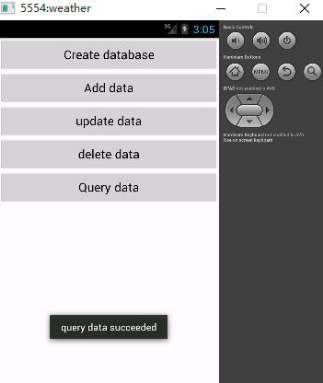 5554:weather
3G
3:05
Create database
Add data
update data
delete data
Query data
query data succeeded
Basic Controls
Hardware Buttons
MENU
DPAD not enabled in AVD
Hardware Keyboard not enabled in AVD
Use on screen keyboard